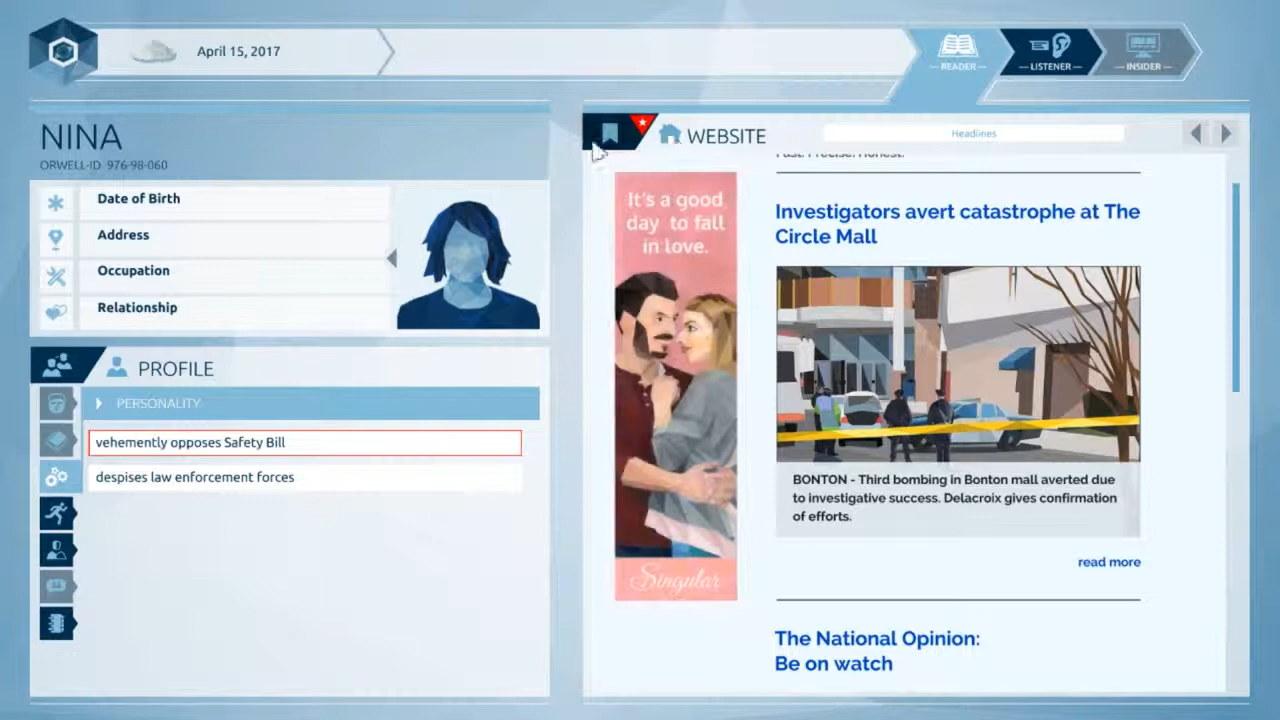 April 15, 2017
READER
LISTENER
INSIDER
NINA
ORWELL-ID 976-98-060
Date of Birth
Address
Occupation
Relationship
PROFILE
PERSONALITY
vehemently opposes Safety Bill
despises law enforcement forces
WEBSITE
Headlines
Fast. Precise. Honest.
It's a good
day to fall
in love.
Singular
Investigators avert catastrophe at The
Circle Mall
BONTON - Third bombing in Bonton mall averted due
to investigative success. Delacroix gives confirmation
of efforts.
read more
The National Opinion:
Be on watch